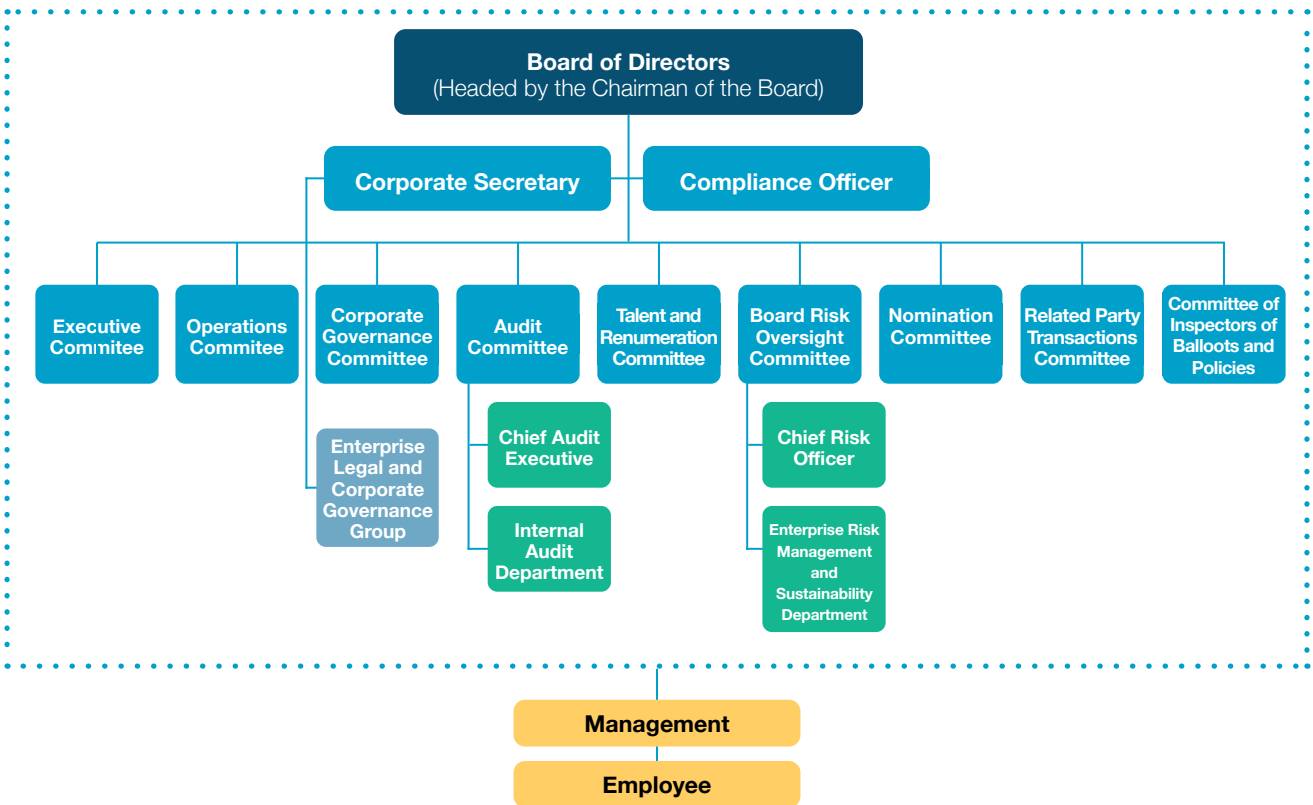 Board of Directors
(Headed by the Chairman of the Board)
Corporate Secretary
Compliance Officer
Executive
Commitee
Operations
Commitee
Corporate
Governance
Committee
Audit
Committee
Talent and
Renumeration
Committee
Board Risk
Oversight
Committee
Nomination
Committee
Related Party
Transactions
Committee
Committee of
Inspectors of
Balloots and
Policies
Enterprise
Legal and
Corporate
Governance
Group
Chief Audit
Executive
Internal
Audit
Department
Chief Risk
Officer
Enterprise Risk
Management
and
Sustainability
Department
Management
Employee